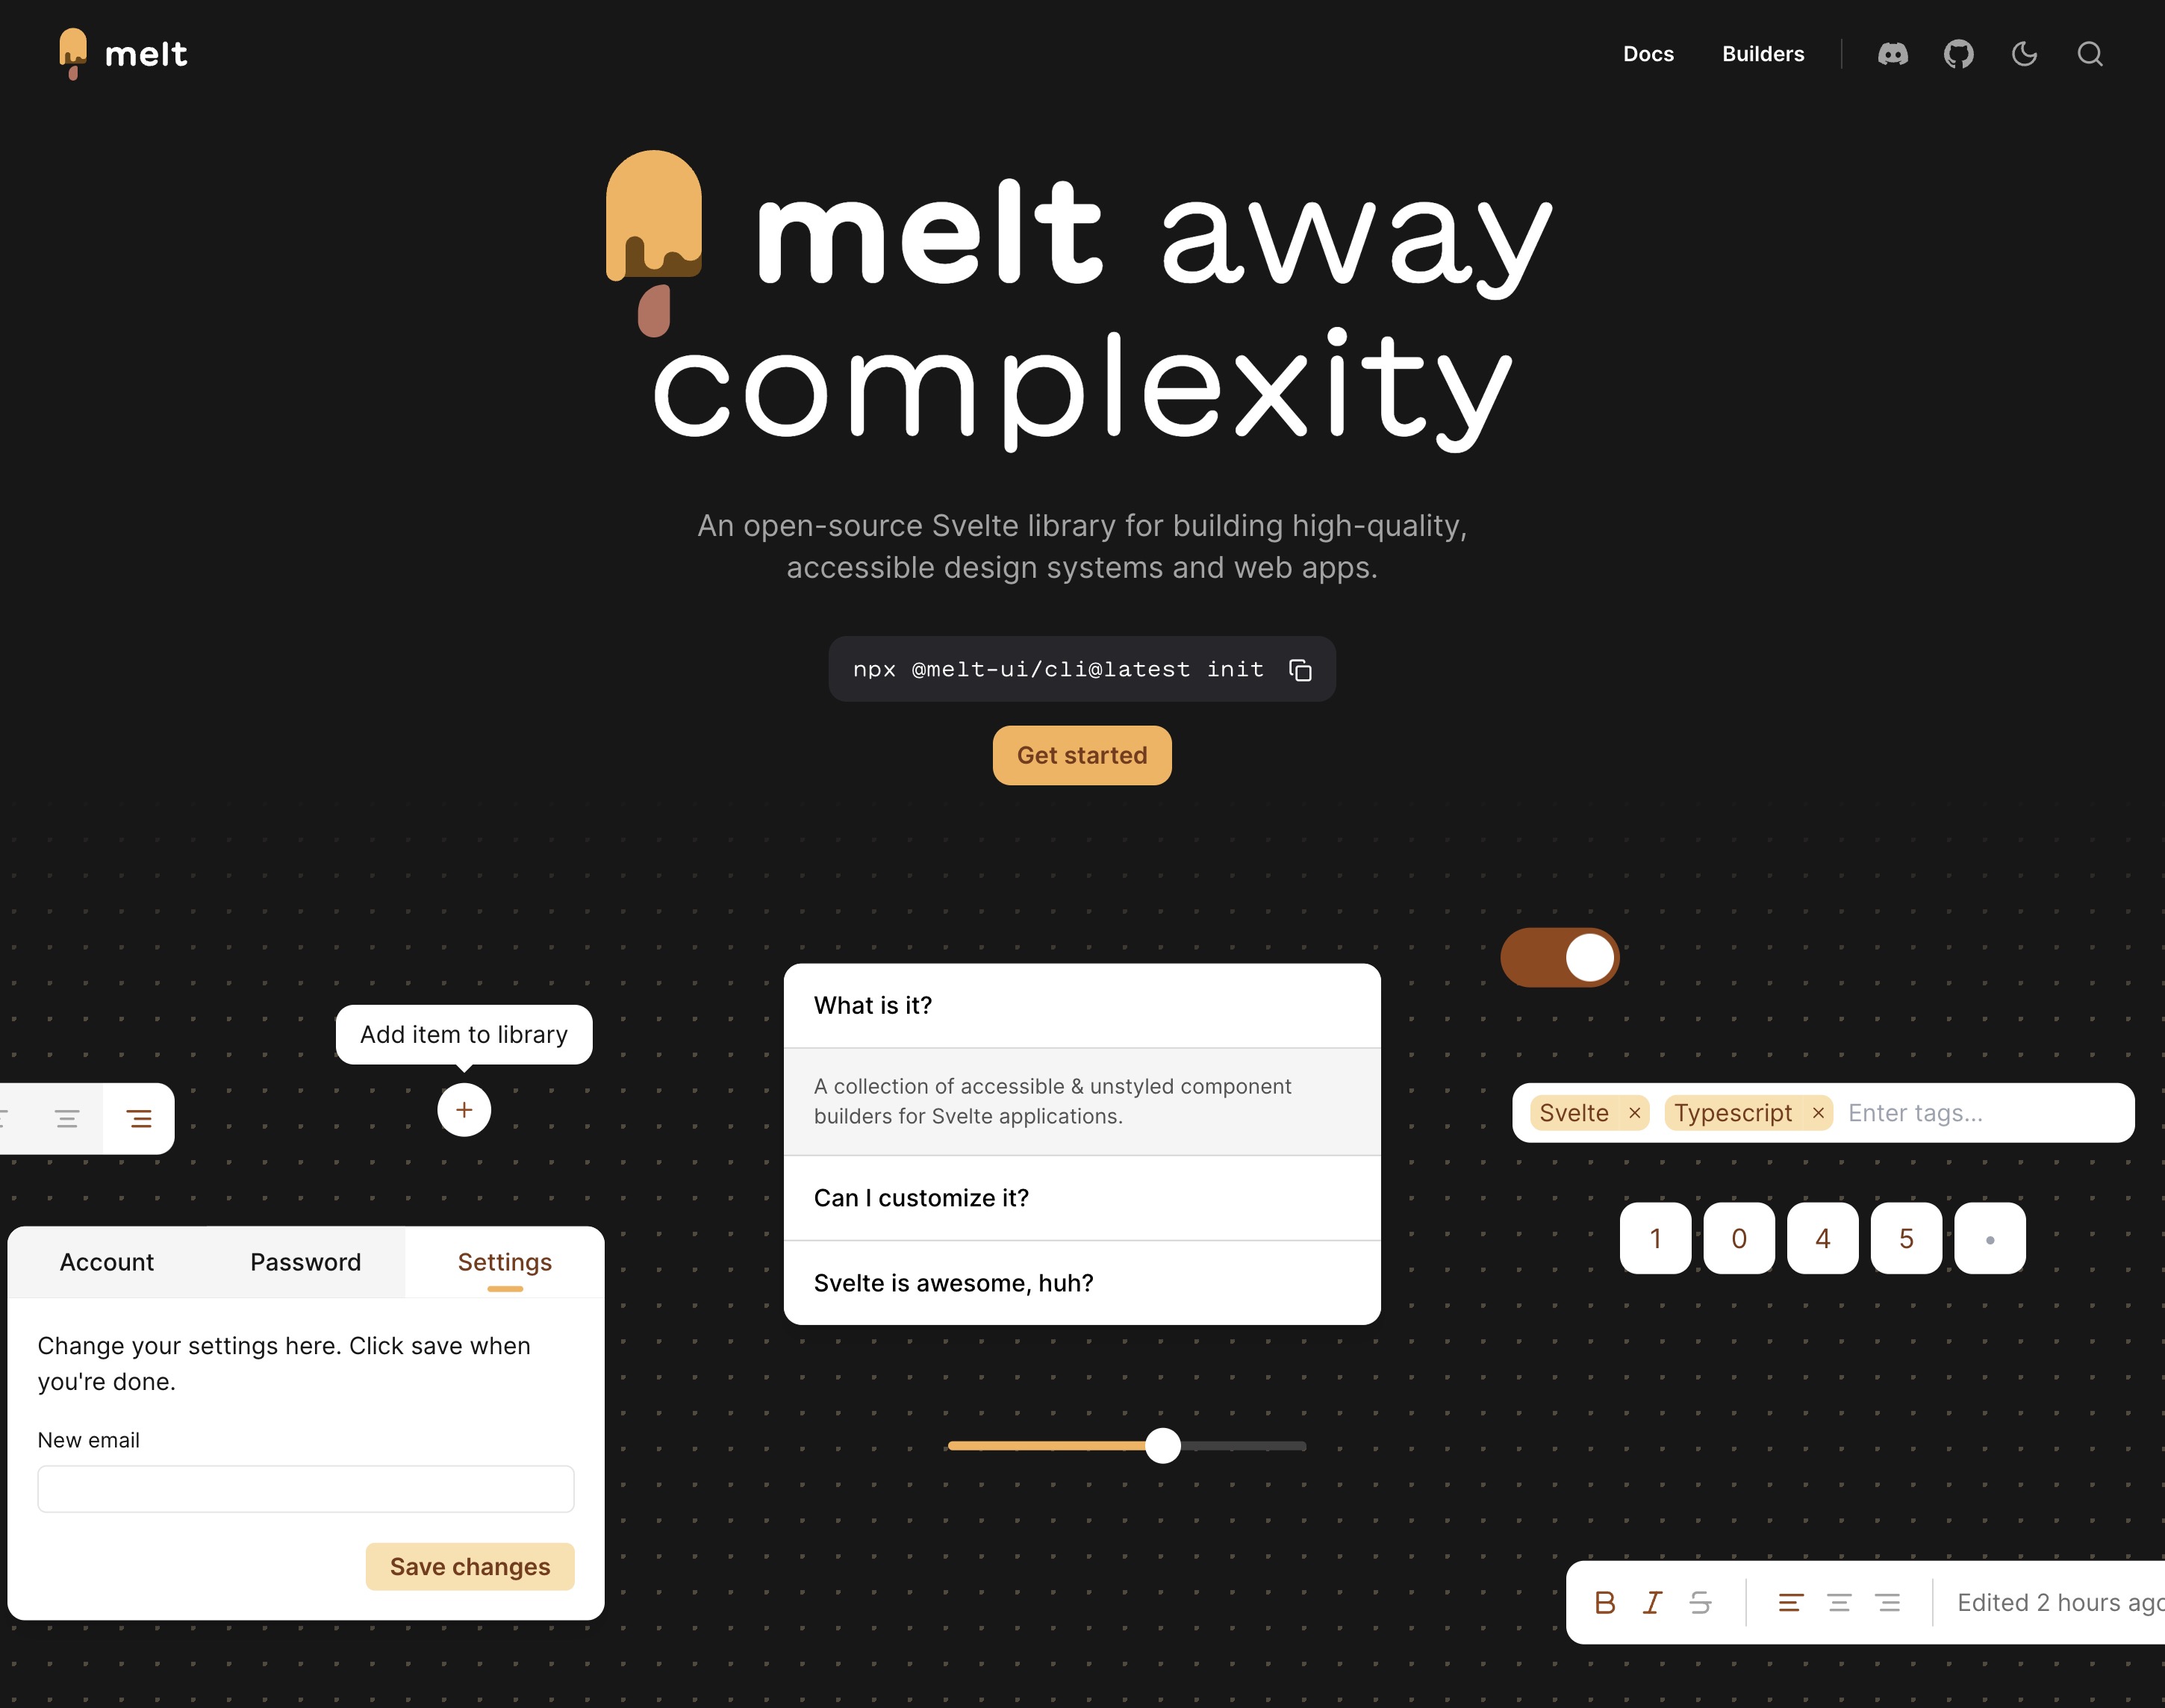 melt
Docs
Builders
melt away
complexity
An open-source Svelte library for building high-quality,
accessible design systems and web apps.
npx @melt-ui/cli@latest init
Get started
Add item to library
What is it?
A collection of accessible & unstyled component
builders for Svelte applications.
Can I customize it?
Svelte is awesome, huh?
Svelte
Typescript
Enter tags...
1 0 4 5
Account
Password
Settings
Change your settings here. Click save when
you're done.
New email
Save changes
B I S
Edited 2 hours ago